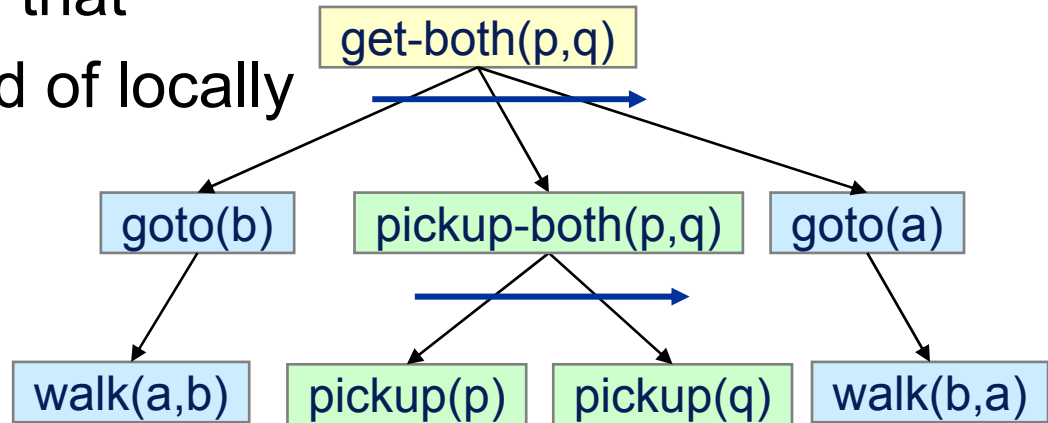 that
get-both(p,q)
d of locally
goto(b)
pickup-both(p,q)
goto(a)
walk(a,b)
pickup(p)
pickup(q)
walk(b,a)